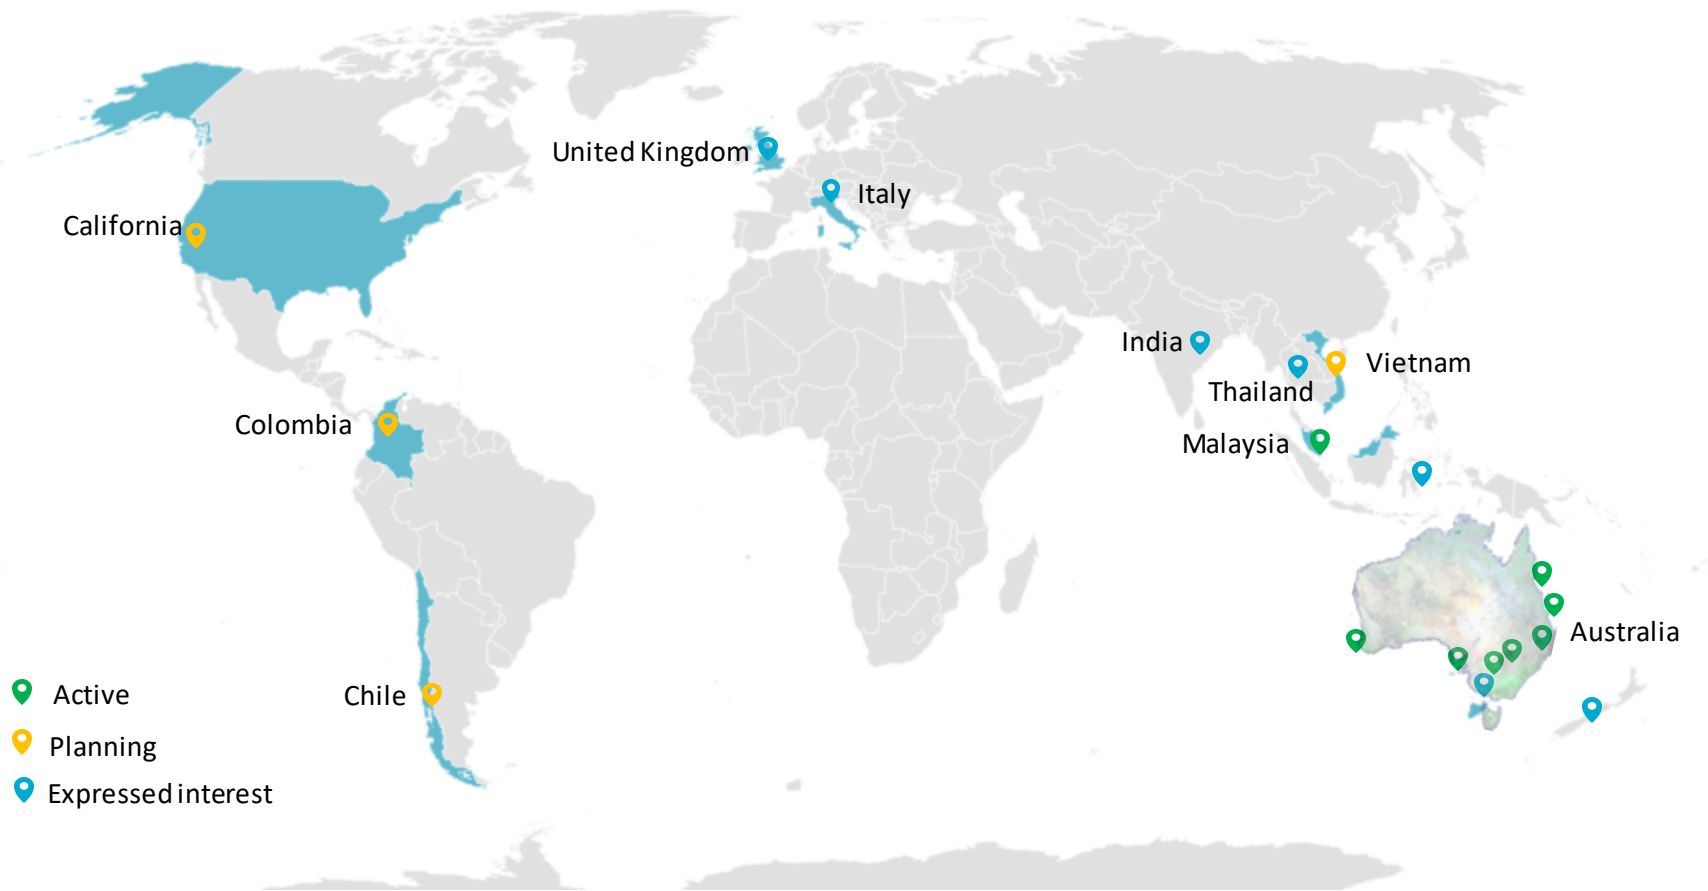 United Kingdom
Italy
California
India
Vietnam
Thailand
Colombia
Malaysia
Australia
Chile
Active
Planning
Expressed interest